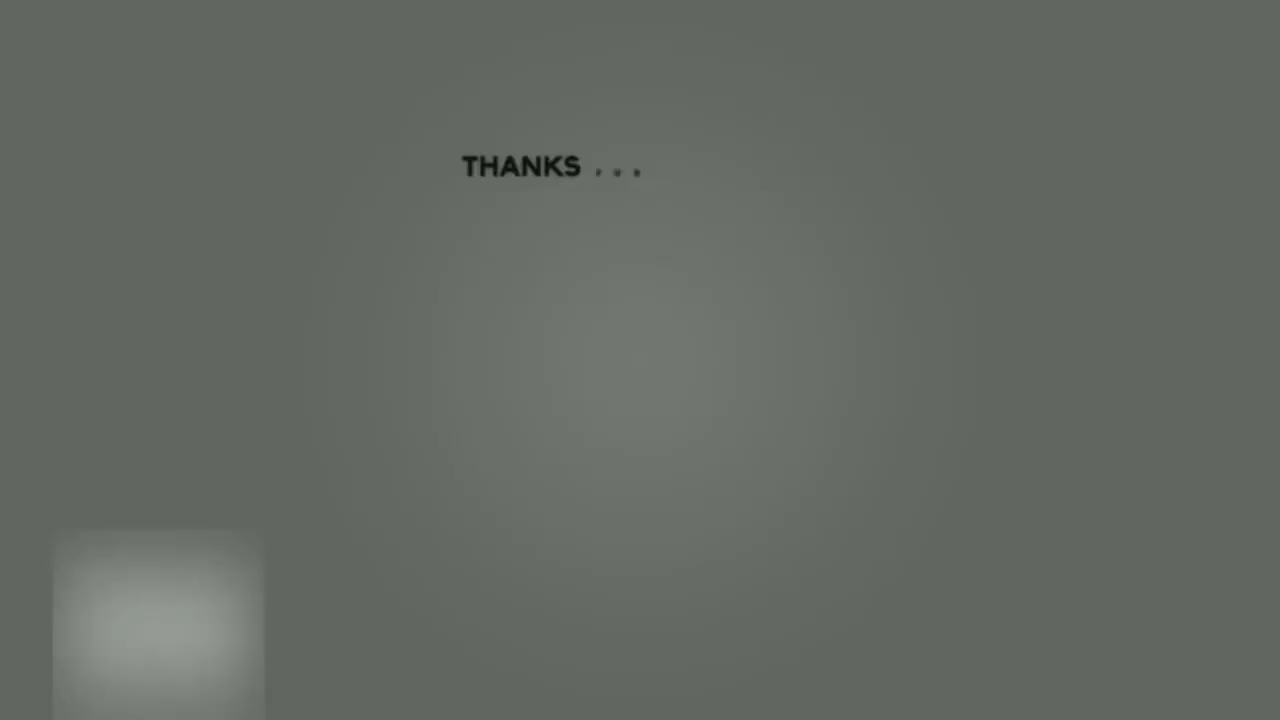 THANKS . . .